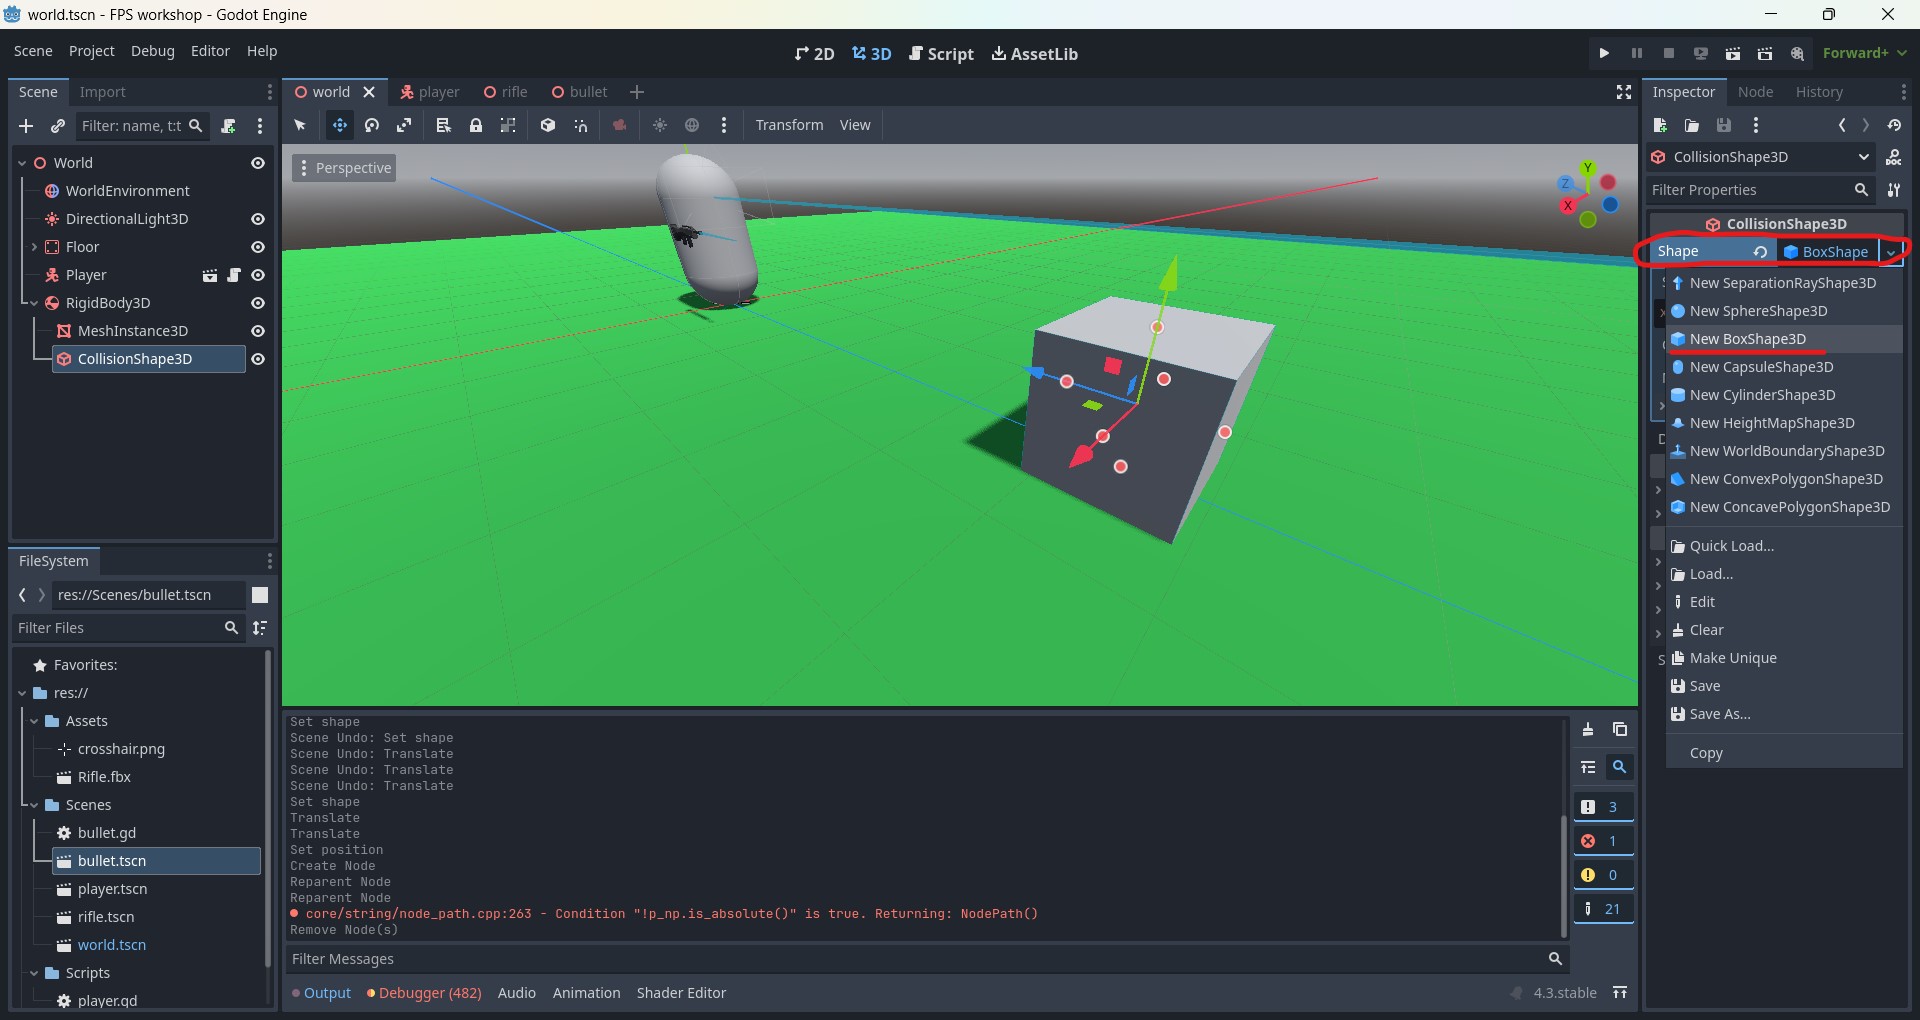 world.tscn - FPS workshop - Godot Engine
Scene Project Debug Editor Help
2D 3D Script AssetLib
Forward+
Scene Import
Filter: name, t:t
World
WorldEnvironment
DirectionalLight3D
Floor
Player
RigidBody3D
MeshInstance3D
CollisionShape3D
FileSystem
res://Scenes/bullet.tscn
Filter Files
Favorites:
res://
Assets
crosshair.png
Rifle.fbx
Scenes
bullet.gd
bullet.tscn
player.tscn
rifle.tscn
world.tscn
Scripts
player.gd
world player rifle bullet
Transform View
Perspective
Y
Z
X
Set shape
Scene Undo: Set shape
Scene Undo: Translate
Scene Undo: Translate
Scene Undo: Translate
Set shape
Translate
Translate
Set position
Create Node
Reparent Node
Reparent Node
core/string/node_path.cpp:263 - Condition "!p_np.is_absolute()" is true. Returning: NodePath()
Remove Node(s)
3
1
0
21
Filter Messages
Output Debugger (482) Audio Animation Shader Editor
4.3.stable
Inspector Node History
CollisionShape3D
DOC
Filter Properties
CollisionShape3D
Shape BoxShape
New SeparationRayShape3D
New SphereShape3D
New BoxShape3D
New CapsuleShape3D
New CylinderShape3D
New HeightMapShape3D
New WorldBoundaryShape3D
New ConvexPolygonShape3D
New ConcavePolygonShape3D
Quick Load...
Load...
Edit
Clear
Make Unique
Save
Save As...
Copy